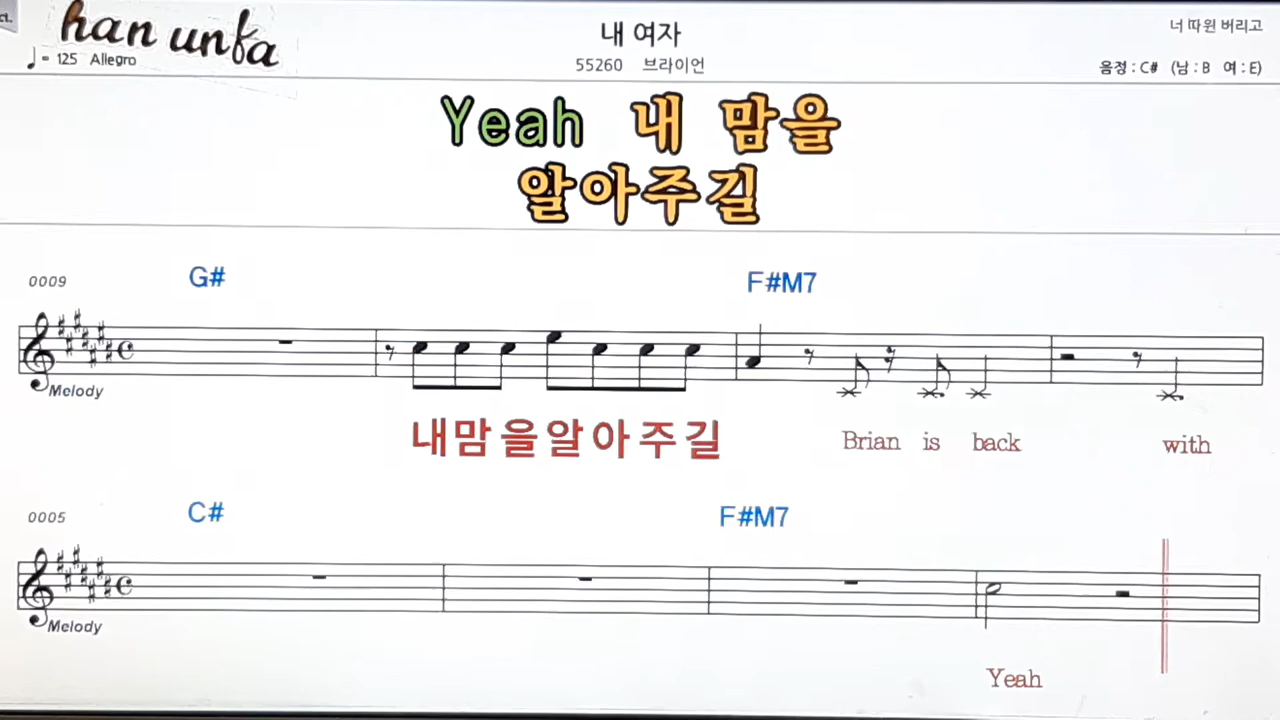 ct.
han unfa
내 여자
너 따윈 버리고
♩= 125 Allegro
55260 브라이언
음정 : C# (남 : B 여 : E)
Yeah 내 맘을
알아주길
0009 G# F#M7
Melody
내맘을알아주길 Brian is back with
0005 C# F#M7
Melody
Yeah